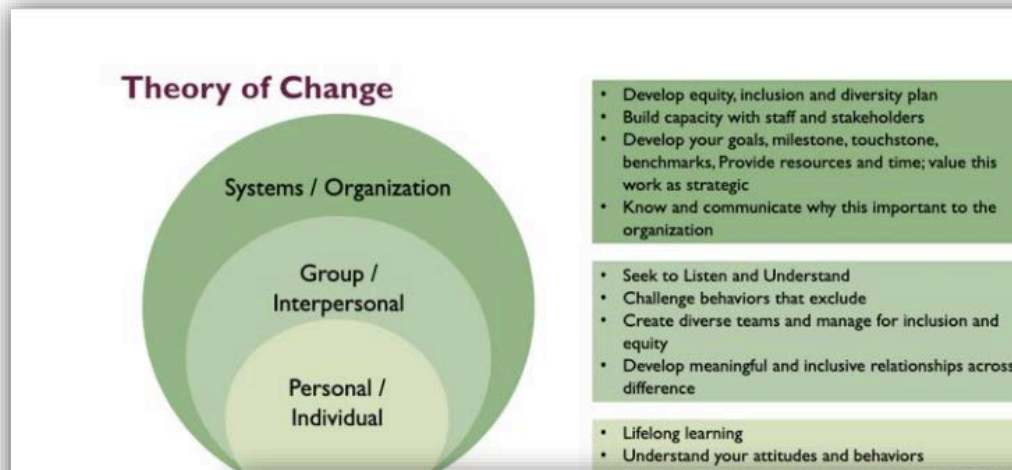 Theory of Change
Systems / Organization
Group /
Interpersonal
Personal /
Individual
• Develop equity, inclusion and diversity plan
• Build capacity with staff and stakeholders
• Develop your goals, milestone, touchstone,
benchmarks, Provide resources and time; value this
work as strategic
• Know and communicate why this important to the
organization
• Seek to Listen and Understand
• Challenge behaviors that exclude
• Create diverse teams and manage for inclusion and
equity
• Develop meaningful and inclusive relationships across
difference
• Lifelong learning
• Understand your attitudes and behaviors